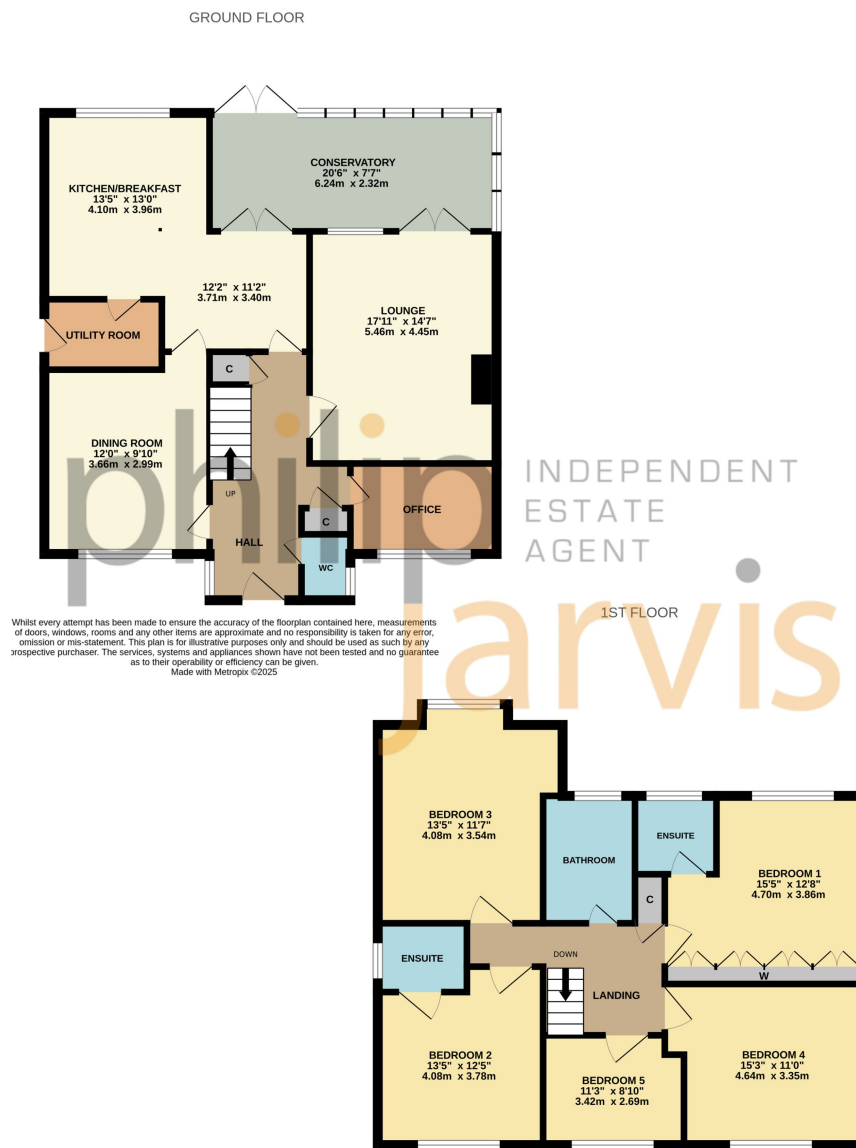 GROUND FLOOR
CONSERVATORY
20'6" x 7'7"
6.24m x 2.32m
KITCHEN/BREAKFAST
13'5" x 13'0"
4.10m x 3.96m
12'2" x 11'2"
3.71m x 3.40m
LOUNGE
17'11" x 14'7"
5.46m x 4.45m
UTILITY ROOM
C
DINING ROOM
12'0" x 9'10"
3.66m x 2.99m
UP
HALL
C
WC
OFFICE
philip
jarvis
INDEPENDENT
ESTATE
AGENT
Whilst every attempt has been made to ensure the accuracy of the floorplan contained here, measurements
of doors, windows, rooms and any other items are approximate and no responsibility is taken for any error,
omission or mis-statement. This plan is for illustrative purposes only and should be used as such by any
prospective purchaser. The services, systems and appliances shown have not been tested and no guarantee
as to their operability or efficiency can be given.
Made with Metropix ©2025
1ST FLOOR
BEDROOM 3
13'5" x 11'7"
4.08m x 3.54m
BATHROOM
ENSUITE
BEDROOM 1
15'5" x 12'8"
4.70m x 3.86m
C
W
ENSUITE
DOWN
LANDING
BEDROOM 2
13'5" x 12'5"
4.08m x 3.78m
BEDROOM 5
11'3" x 8'10"
3.42m x 2.69m
BEDROOM 4
15'3" x 11'0"
4.64m x 3.35m